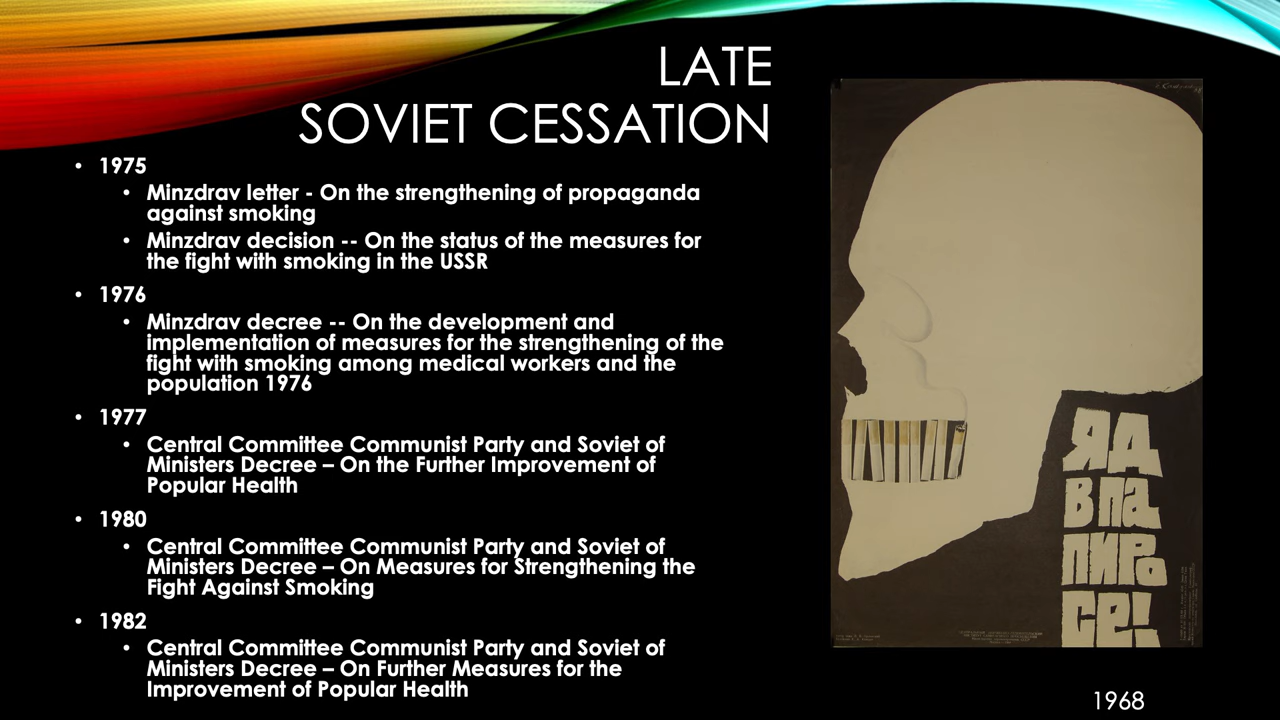 LATE
SOVIET CESSATION
• 1975
• Minzdrav letter - On the strengthening of propaganda
against smoking
• Minzdrav decision -- On the status of the measures for
the fight with smoking in the USSR
• 1976
• Minzdrav decree -- On the development and
implementation of measures for the strengthening of the
fight with smoking among medical workers and the
population 1976
• 1977
• Central Committee Communist Party and Soviet of
Ministers Decree – On the Further Improvement of
Popular Health
• 1980
• Central Committee Communist Party and Soviet of
Ministers Decree – On Measures for Strengthening the
Fight Against Smoking
• 1982
• Central Committee Communist Party and Soviet of
Ministers Decree – On Further Measures for the
Improvement of Popular Health
ЯД
В ПА
ПИРО
СЕ!
1968